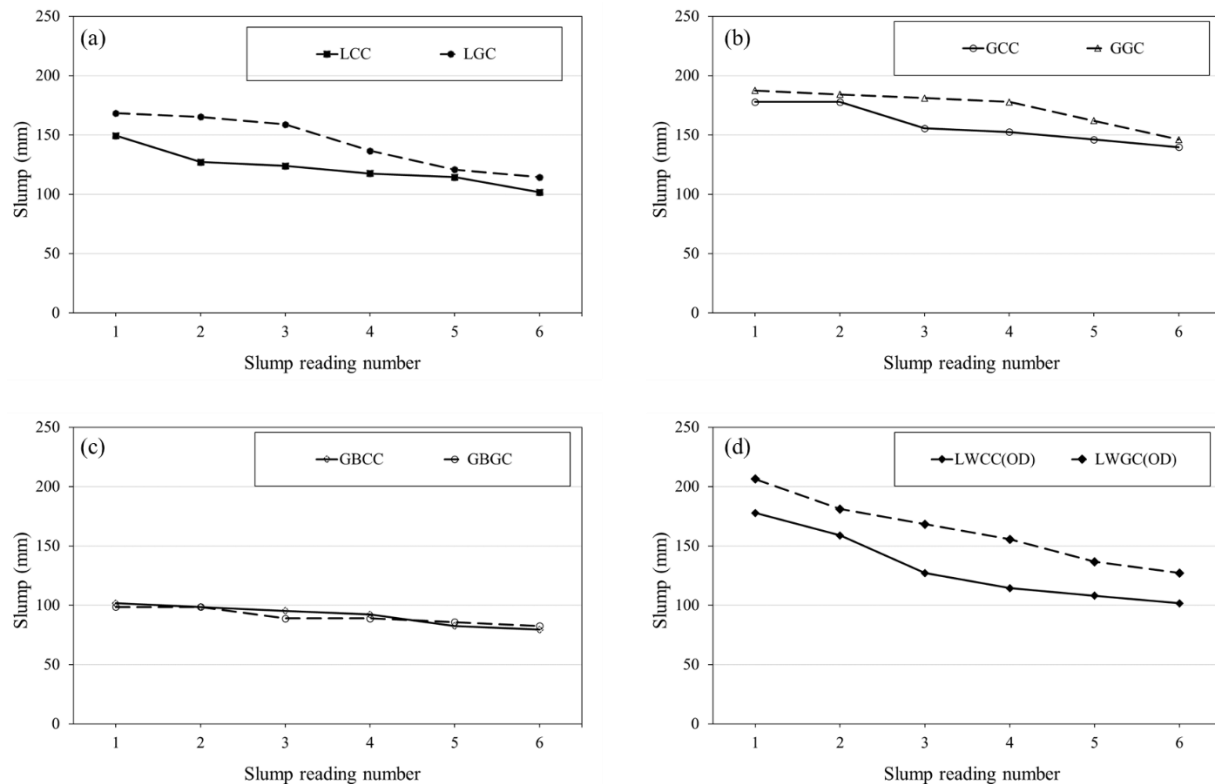 (a)
LCC LGC
250
200
150
100
50
0
Slump (mm)
1 2 3 4 5 6
Slump reading number
(b)
GCC GGC
250
200
150
100
50
0
Slump (mm)
1 2 3 4 5 6
Slump reading number
(c)
GBCC GBGC
250
200
150
100
50
0
Slump (mm)
1 2 3 4 5 6
Slump reading number
(d)
LWCC(OD) LWGC(OD)
250
200
150
100
50
0
Slump (mm)
1 2 3 4 5 6
Slump reading number